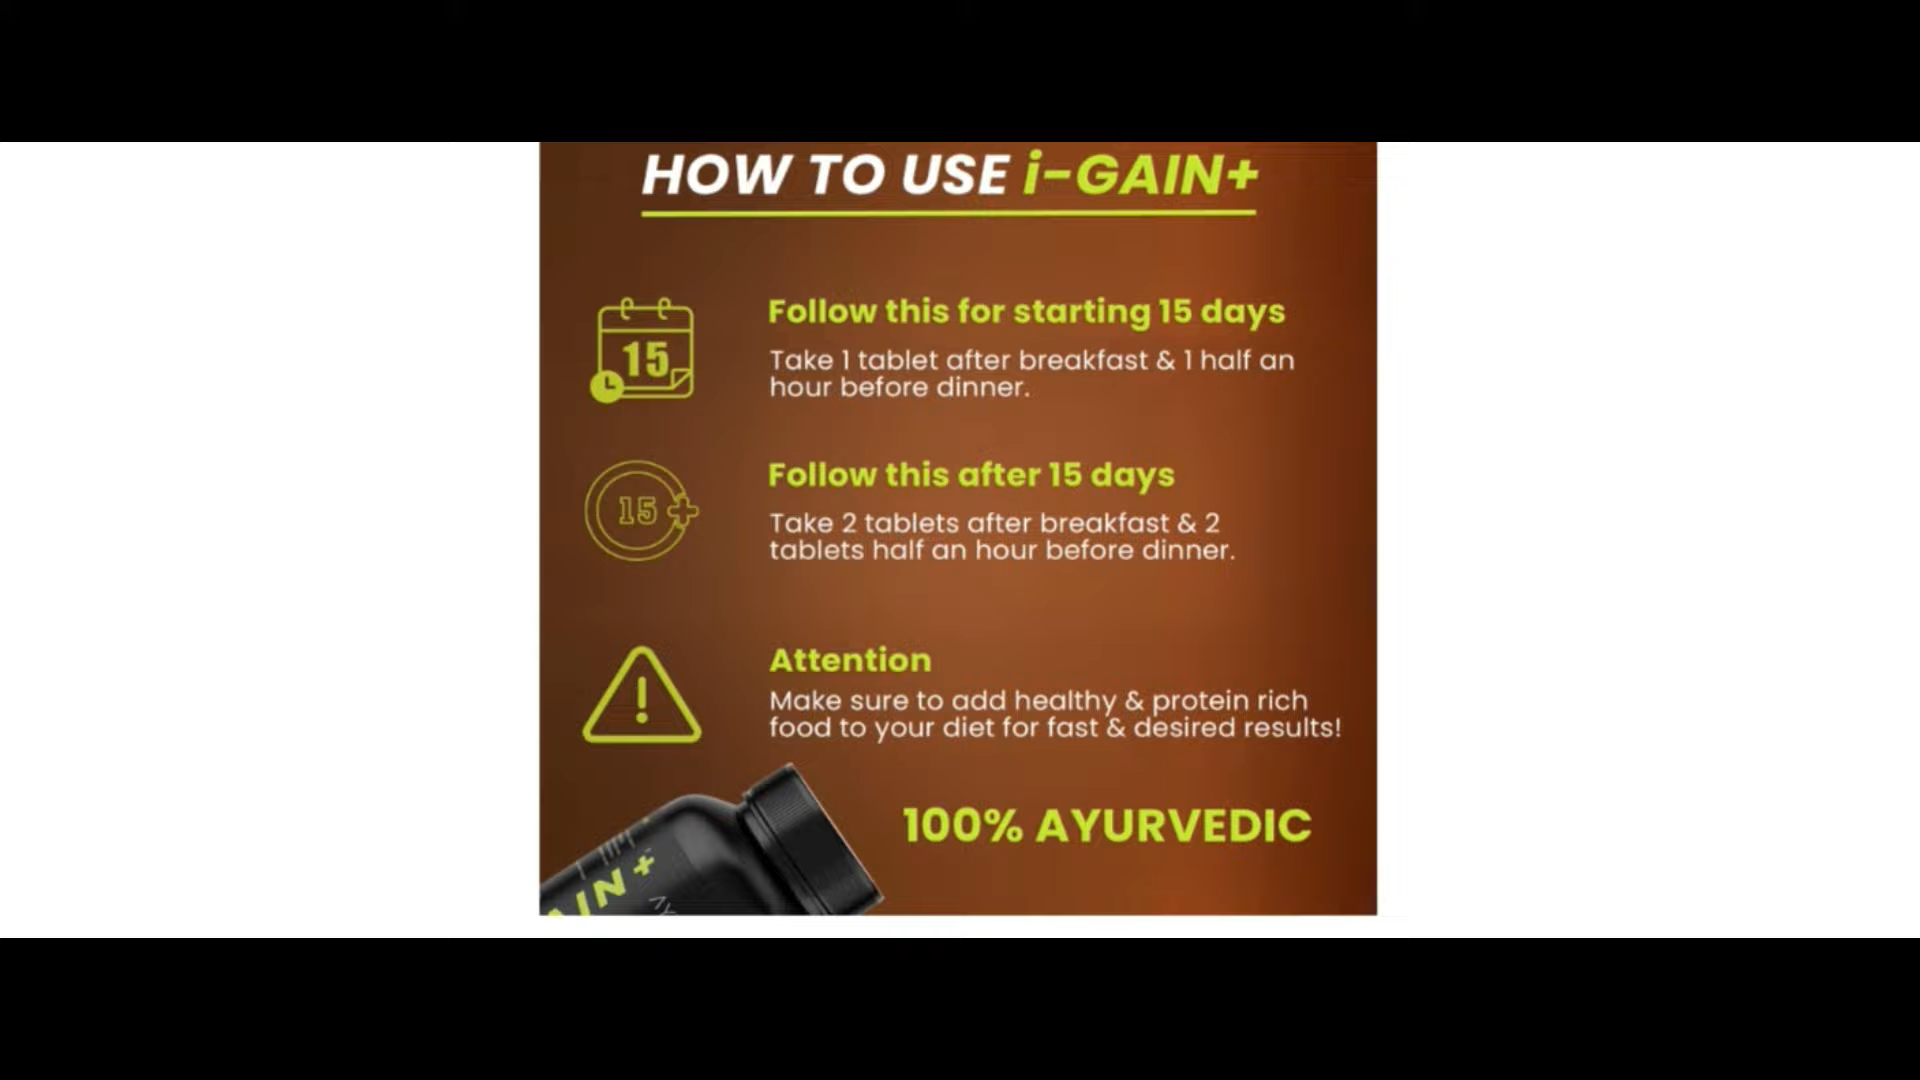 HOW TO USE i-GAIN+
15
Follow this for starting 15 days
Take 1 tablet after breakfast & 1 half an
hour before dinner.
15+
Follow this after 15 days
Take 2 tablets after breakfast & 2
tablets half an hour before dinner.
!
Attention
Make sure to add healthy & protein rich
food to your diet for fast & desired results!
100% AYURVEDIC
AIN+
AY